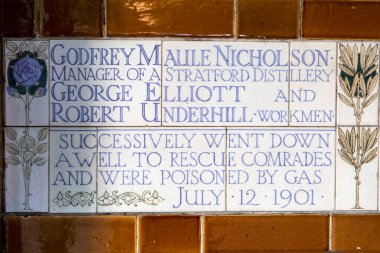 GODFREY MAULE NICHOLSON·
MANAGER OF A STRATFORD DISTILLERY
GEORGE ELLIOTT AND
ROBERT UNDERHILL·WORKMEN·
SUCCESSIVELY WENT DOWN
A WELL TO RESCUE COMRADES
AND WERE POISONED BY GAS
JULY·12·1901·